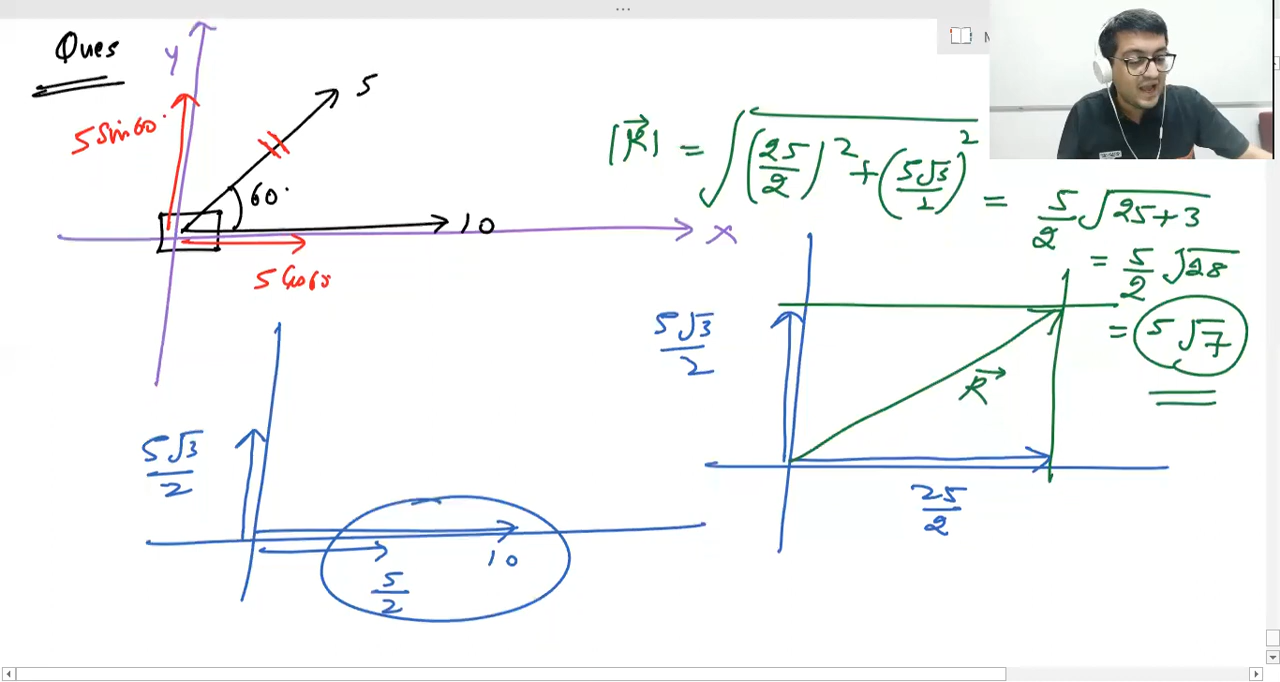 Ques
y
5
5 Sin 60°
60°
10
x
5 Cos 60
|R⃗| = √((25/2)² + (5√3/2)²) = 5/2 √(25+3)
= 5/2 √28
= 5√7
5√3/2
R⃗
25/2
5√3/2
10
5/2